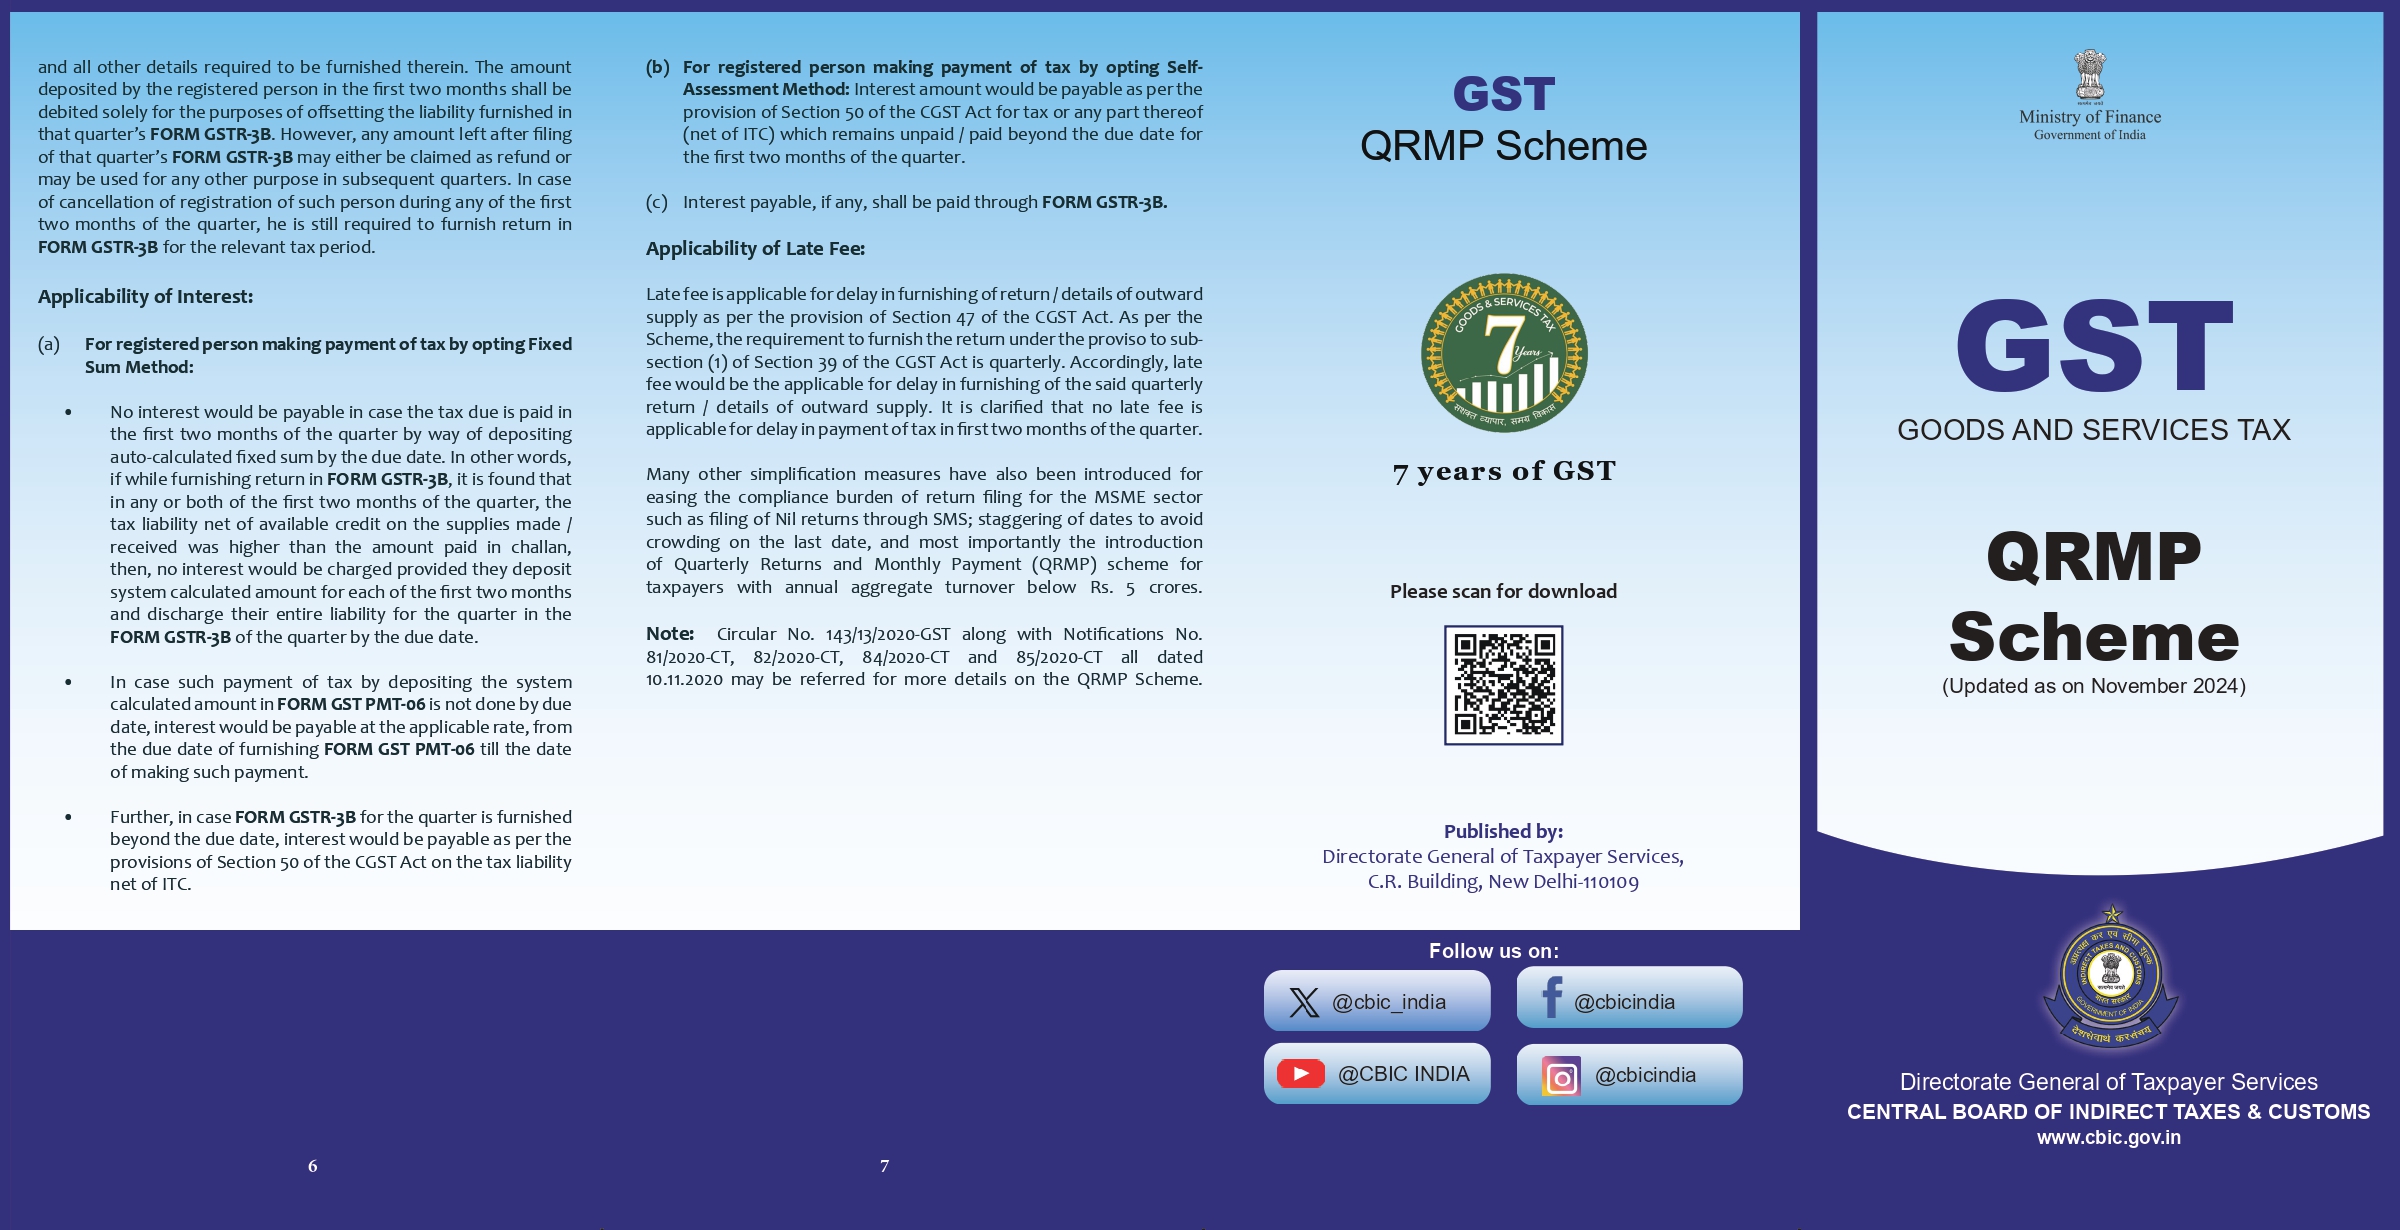 and all other details required to be furnished therein. The amount
deposited by the registered person in the first two months shall be
debited solely for the purposes of offsetting the liability furnished in
that quarter’s FORM GSTR-3B. However, any amount left after filing
of that quarter’s FORM GSTR-3B may either be claimed as refund or
may be used for any other purpose in subsequent quarters. In case
of cancellation of registration of such person during any of the first
two months of the quarter, he is still required to furnish return in
FORM GSTR-3B for the relevant tax period.
Applicability of Interest:
(a) For registered person making payment of tax by opting Fixed
Sum Method:
• No interest would be payable in case the tax due is paid in
the first two months of the quarter by way of depositing
auto-calculated fixed sum by the due date. In other words,
if while furnishing return in FORM GSTR-3B, it is found that
in any or both of the first two months of the quarter, the
tax liability net of available credit on the supplies made /
received was higher than the amount paid in challan,
then, no interest would be charged provided they deposit
system calculated amount for each of the first two months
and discharge their entire liability for the quarter in the
FORM GSTR-3B of the quarter by the due date.
• In case such payment of tax by depositing the system
calculated amount in FORM GST PMT-06 is not done by due
date, interest would be payable at the applicable rate, from
the due date of furnishing FORM GST PMT-06 till the date
of making such payment.
• Further, in case FORM GSTR-3B for the quarter is furnished
beyond the due date, interest would be payable as per the
provisions of Section 50 of the CGST Act on the tax liability
net of ITC.
6
(b) For registered person making payment of tax by opting Self-
Assessment Method: Interest amount would be payable as per the
provision of Section 50 of the CGST Act for tax or any part thereof
(net of ITC) which remains unpaid / paid beyond the due date for
the first two months of the quarter.
(c) Interest payable, if any, shall be paid through FORM GSTR-3B.
Applicability of Late Fee:
Late fee is applicable for delay in furnishing of return / details of outward
supply as per the provision of Section 47 of the CGST Act. As per the
Scheme, the requirement to furnish the return under the proviso to sub-
section (1) of Section 39 of the CGST Act is quarterly. Accordingly, late
fee would be the applicable for delay in furnishing of the said quarterly
return / details of outward supply. It is clarified that no late fee is
applicable for delay in payment of tax in first two months of the quarter.
Many other simplification measures have also been introduced for
easing the compliance burden of return filing for the MSME sector
such as filing of Nil returns through SMS; staggering of dates to avoid
crowding on the last date, and most importantly the introduction
of Quarterly Returns and Monthly Payment (QRMP) scheme for
taxpayers with annual aggregate turnover below Rs. 5 crores.
Note: Circular No. 143/13/2020-GST along with Notifications No.
81/2020-CT, 82/2020-CT, 84/2020-CT and 85/2020-CT all dated
10.11.2020 may be referred for more details on the QRMP Scheme.
7
GST
QRMP Scheme
GOODS & SERVICES TAX
7
Years
सशक्त व्यापार, समग्र विकास
7 years of GST
Please scan for download
Published by:
Directorate General of Taxpayer Services,
C.R. Building, New Delhi-110109
Follow us on:
@cbic_india
@cbicindia
@CBIC INDIA
@cbicindia
सत्यमेव जयते
Ministry of Finance
Government of India
GST
GOODS AND SERVICES TAX
QRMP
Scheme
(Updated as on November 2024)
अप्रत्यक्ष कर एवं सीमा शुल्क
INDIRECT TAXES AND CUSTOMS
सत्यमेव जयते
भारत सरकार
GOVERNMENT OF INDIA
देशसेवार्थ करसंचय
Directorate General of Taxpayer Services
CENTRAL BOARD OF INDIRECT TAXES & CUSTOMS
www.cbic.gov.in